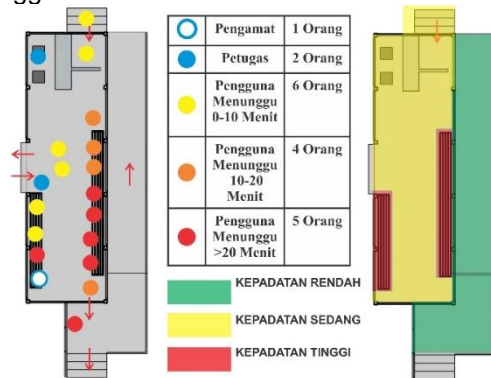 Pengamat 1 Orang
Petugas 2 Orang
Pengguna 6 Orang
Menunggu
0-10 Menit
Pengguna 4 Orang
Menunggu
10-20
Menit
Pengguna 5 Orang
Menunggu
>20 Menit
KEPADATAN RENDAH
KEPADATAN SEDANG
KEPADATAN TINGGI